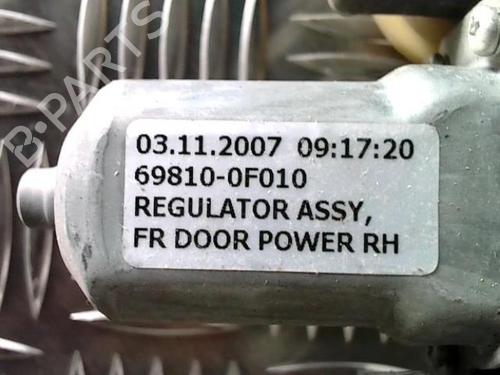 B-PARTS
03.11.2007 09:17:20
69810-0F010
REGULATOR ASSY,
FR DOOR POWER RH